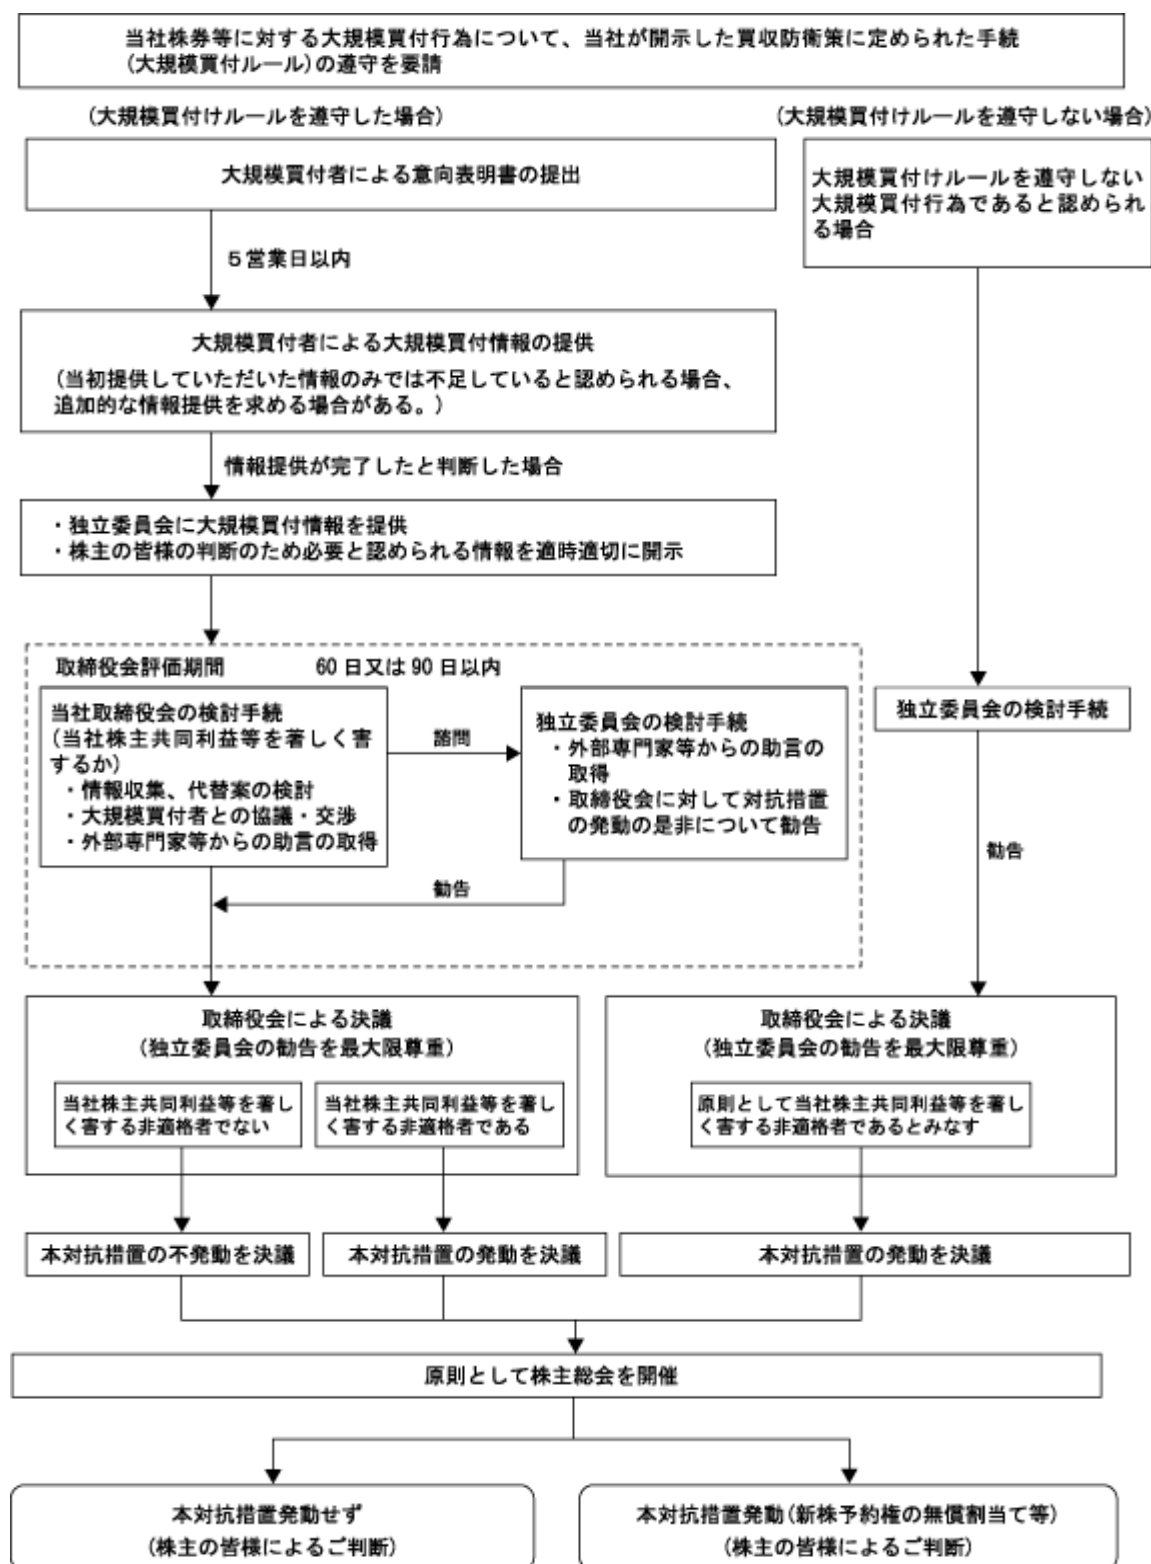 当社株券等に対する大規模買付行為について、当社が開示した買収防衛策に定められた手続
(大規模買付ルール)の遵守を要請
(大規模買付けルールを遵守した場合)
(大規模買付けルールを遵守しない場合)
大規模買付者による意向表明書の提出
大規模買付けルールを遵守しない
大規模買付行為であると認められ
る場合
5営業日以内
大規模買付者による大規模買付情報の提供
(当初提供していただいた情報のみでは不足していると認められる場合、
追加的な情報提供を求める場合がある。)
情報提供が完了したと判断した場合
・独立委員会に大規模買付情報を提供
・株主の皆様の判断のため必要と認められる情報を適時適切に開示
取締役会評価期間 60日又は90日以内
当社取締役会の検討手続
(当社株主共同利益等を著しく害
するか)
・情報収集、代替案の検討
・大規模買付者との協議・交渉
・外部専門家等からの助言の取得
諮問
独立委員会の検討手続
・外部専門家等からの助言の
取得
・取締役会に対して対抗措置
の発動の是非について勧告
勧告
独立委員会の検討手続
勧告
取締役会による決議
(独立委員会の勧告を最大限尊重)
当社株主共同利益等を著し
く害する非適格者でない
当社株主共同利益等を著し
く害する非適格者である
取締役会による決議
(独立委員会の勧告を最大限尊重)
原則として当社株主共同利益等を著し
く害する非適格者であるとみなす
本対抗措置の不発動を決議
本対抗措置の発動を決議
本対抗措置の発動を決議
原則として株主総会を開催
本対抗措置発動せず
(株主の皆様によるご判断)
本対抗措置発動(新株予約権の無償割当て等)
(株主の皆様によるご判断)